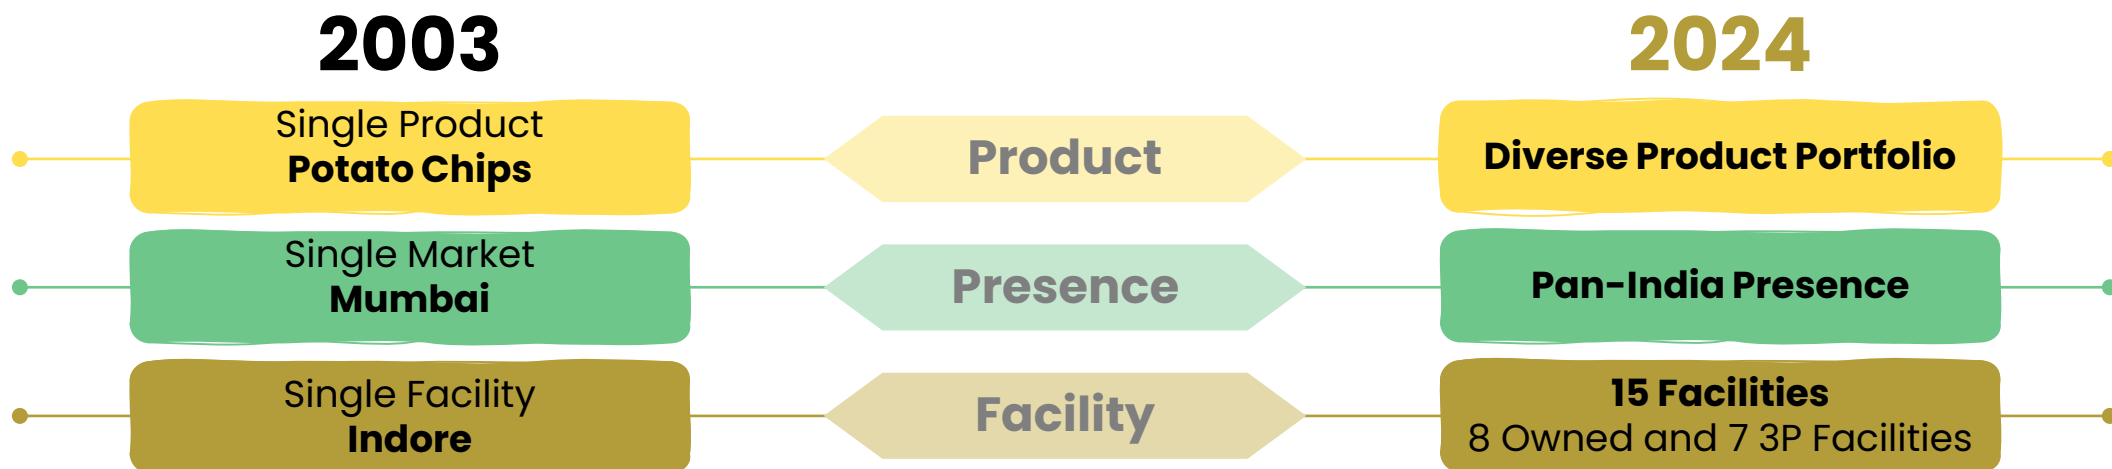 2003
2024
Single Product
Potato Chips
Product
Diverse Product Portfolio
Single Market
Mumbai
Presence
Pan-India Presence
Single Facility
Indore
Facility
15 Facilities
8 Owned and 7 3P Facilities